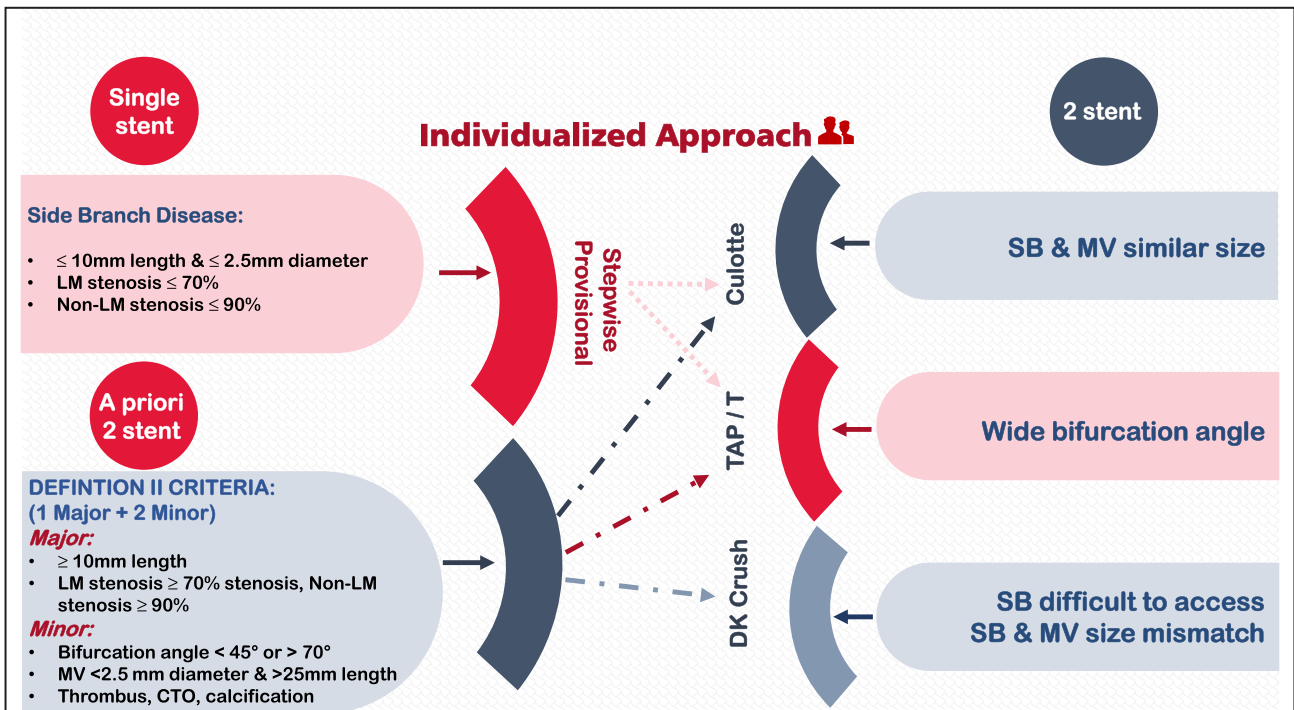 Single
stent
2 stent
Individualized Approach
Side Branch Disease:
• ≤ 10mm length & ≤ 2.5mm diameter
• LM stenosis ≤ 70%
• Non-LM stenosis ≤ 90%
Stepwise
Provisional
Culotte
SB & MV similar size
A priori
2 stent
TAP / T
Wide bifurcation angle
DEFINTION II CRITERIA:
(1 Major + 2 Minor)
Major:
• ≥ 10mm length
• LM stenosis ≥ 70% stenosis, Non-LM
stenosis ≥ 90%
Minor:
• Bifurcation angle < 45° or > 70°
• MV <2.5 mm diameter & >25mm length
• Thrombus, CTO, calcification
DK Crush
SB difficult to access
SB & MV size mismatch